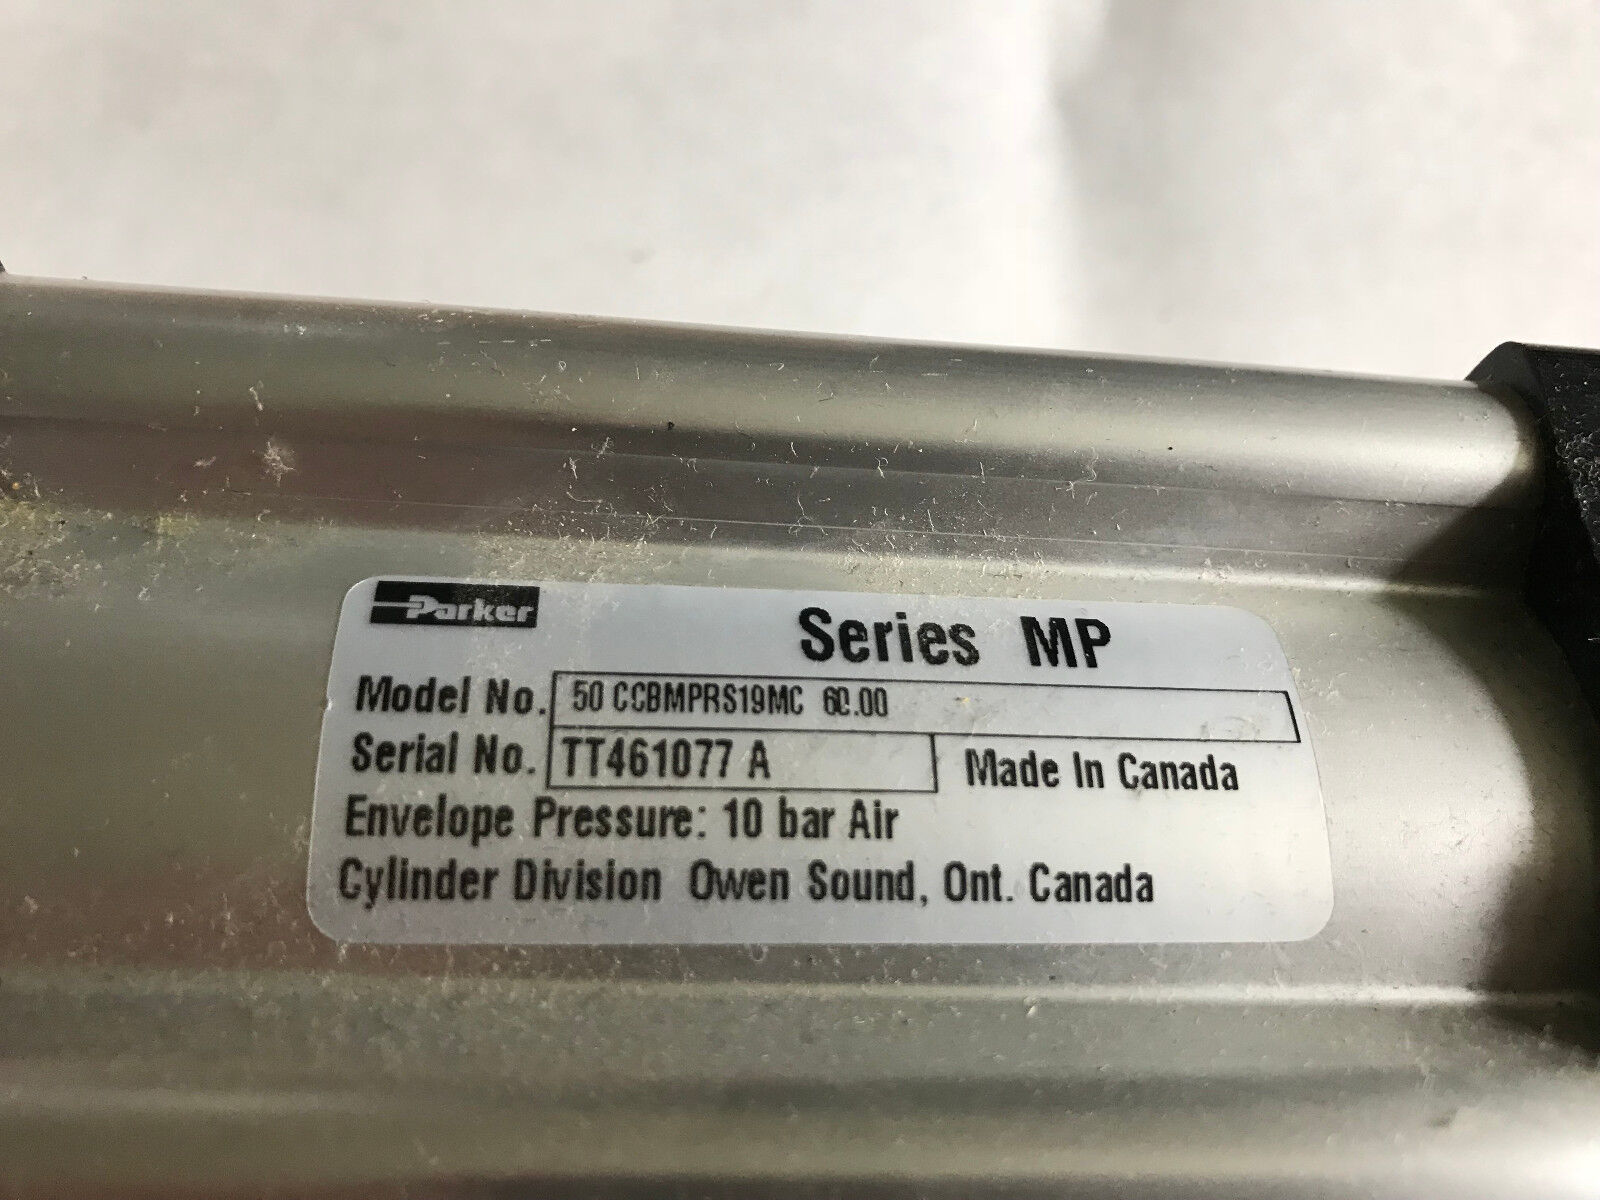 Parker
Series MP
Model No. 50 CCBMPRS19MC 60.00
Serial No. TT461077 A Made In Canada
Envelope Pressure: 10 bar Air
Cylinder Division Owen Sound, Ont. Canada